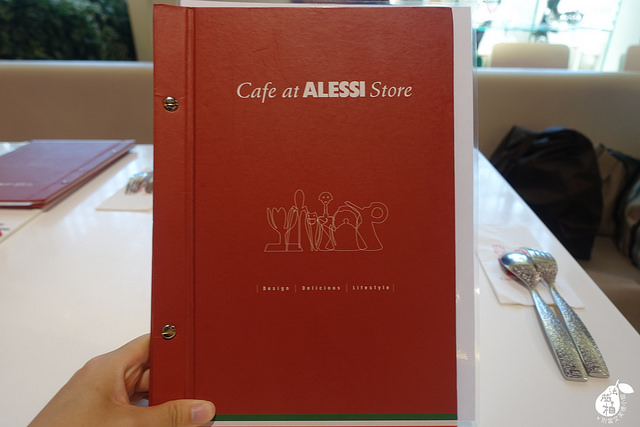 Cafe at ALESSI Store
| Design | Delicious | Lifestyle |